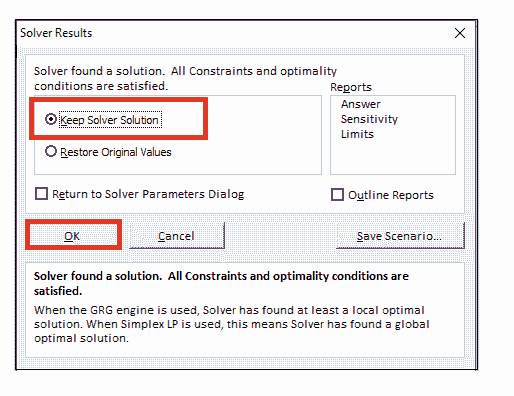 Solver Results
Solver found a solution. All Constraints and optimality
conditions are satisfied.
Reports
Answer
Sensitivity
Limits
Keep Solver Solution
Restore Original Values
Return to Solver Parameters Dialog
Outline Reports
OK
Cancel
Save Scenario...
Solver found a solution. All Constraints and optimality conditions are
satisfied.
When the GRG engine is used, Solver has found at least a local optimal
solution. When Simplex LP is used, this means Solver has found a global
optimal solution.